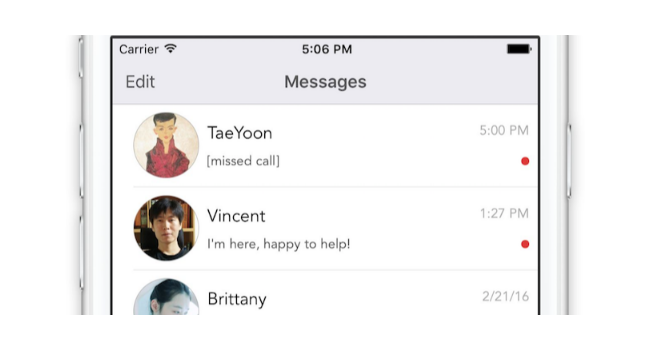 Carrier 5:06 PM
Edit Messages
TaeYoon 5:00 PM
[missed call]
Vincent 1:27 PM
I'm here, happy to help!
Brittany 2/21/16